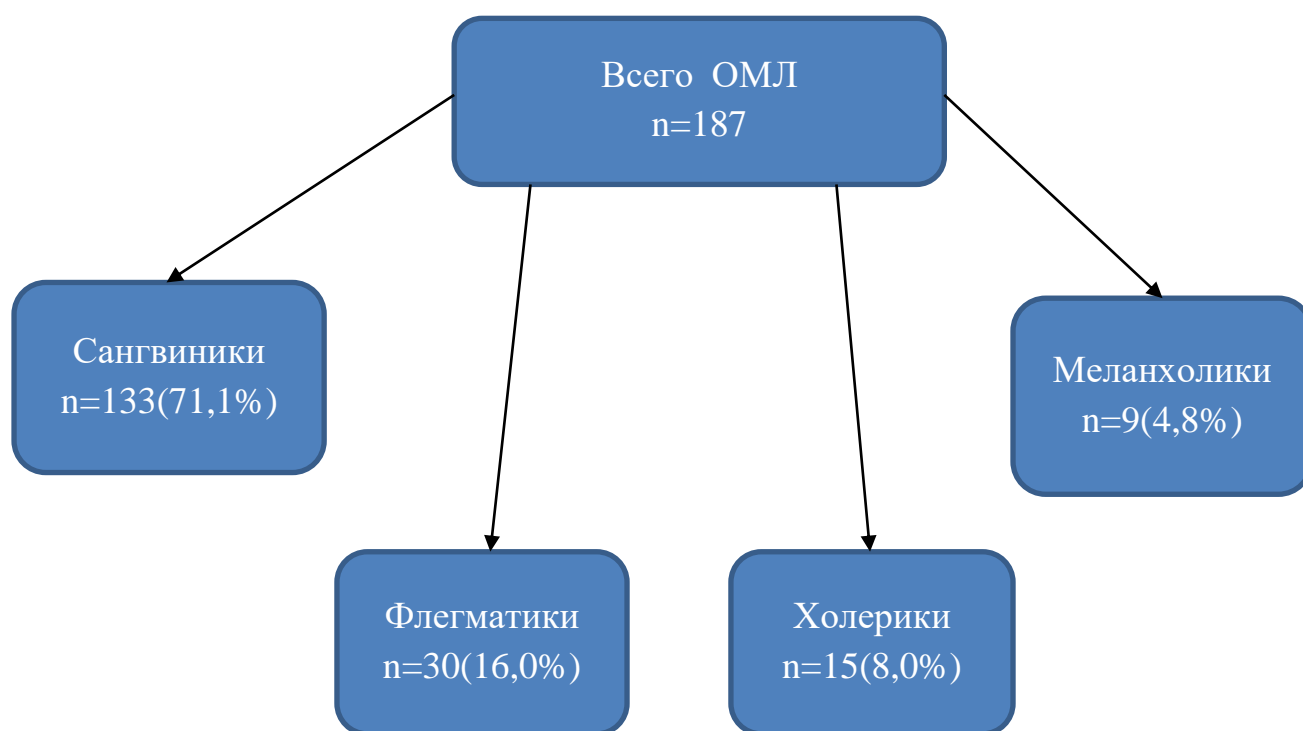 Всего ОМЛ
n=187
Сангвиники
n=133(71,1%)
Меланхолики
n=9(4,8%)
Флегматики
n=30(16,0%)
Холерики
n=15(8,0%)